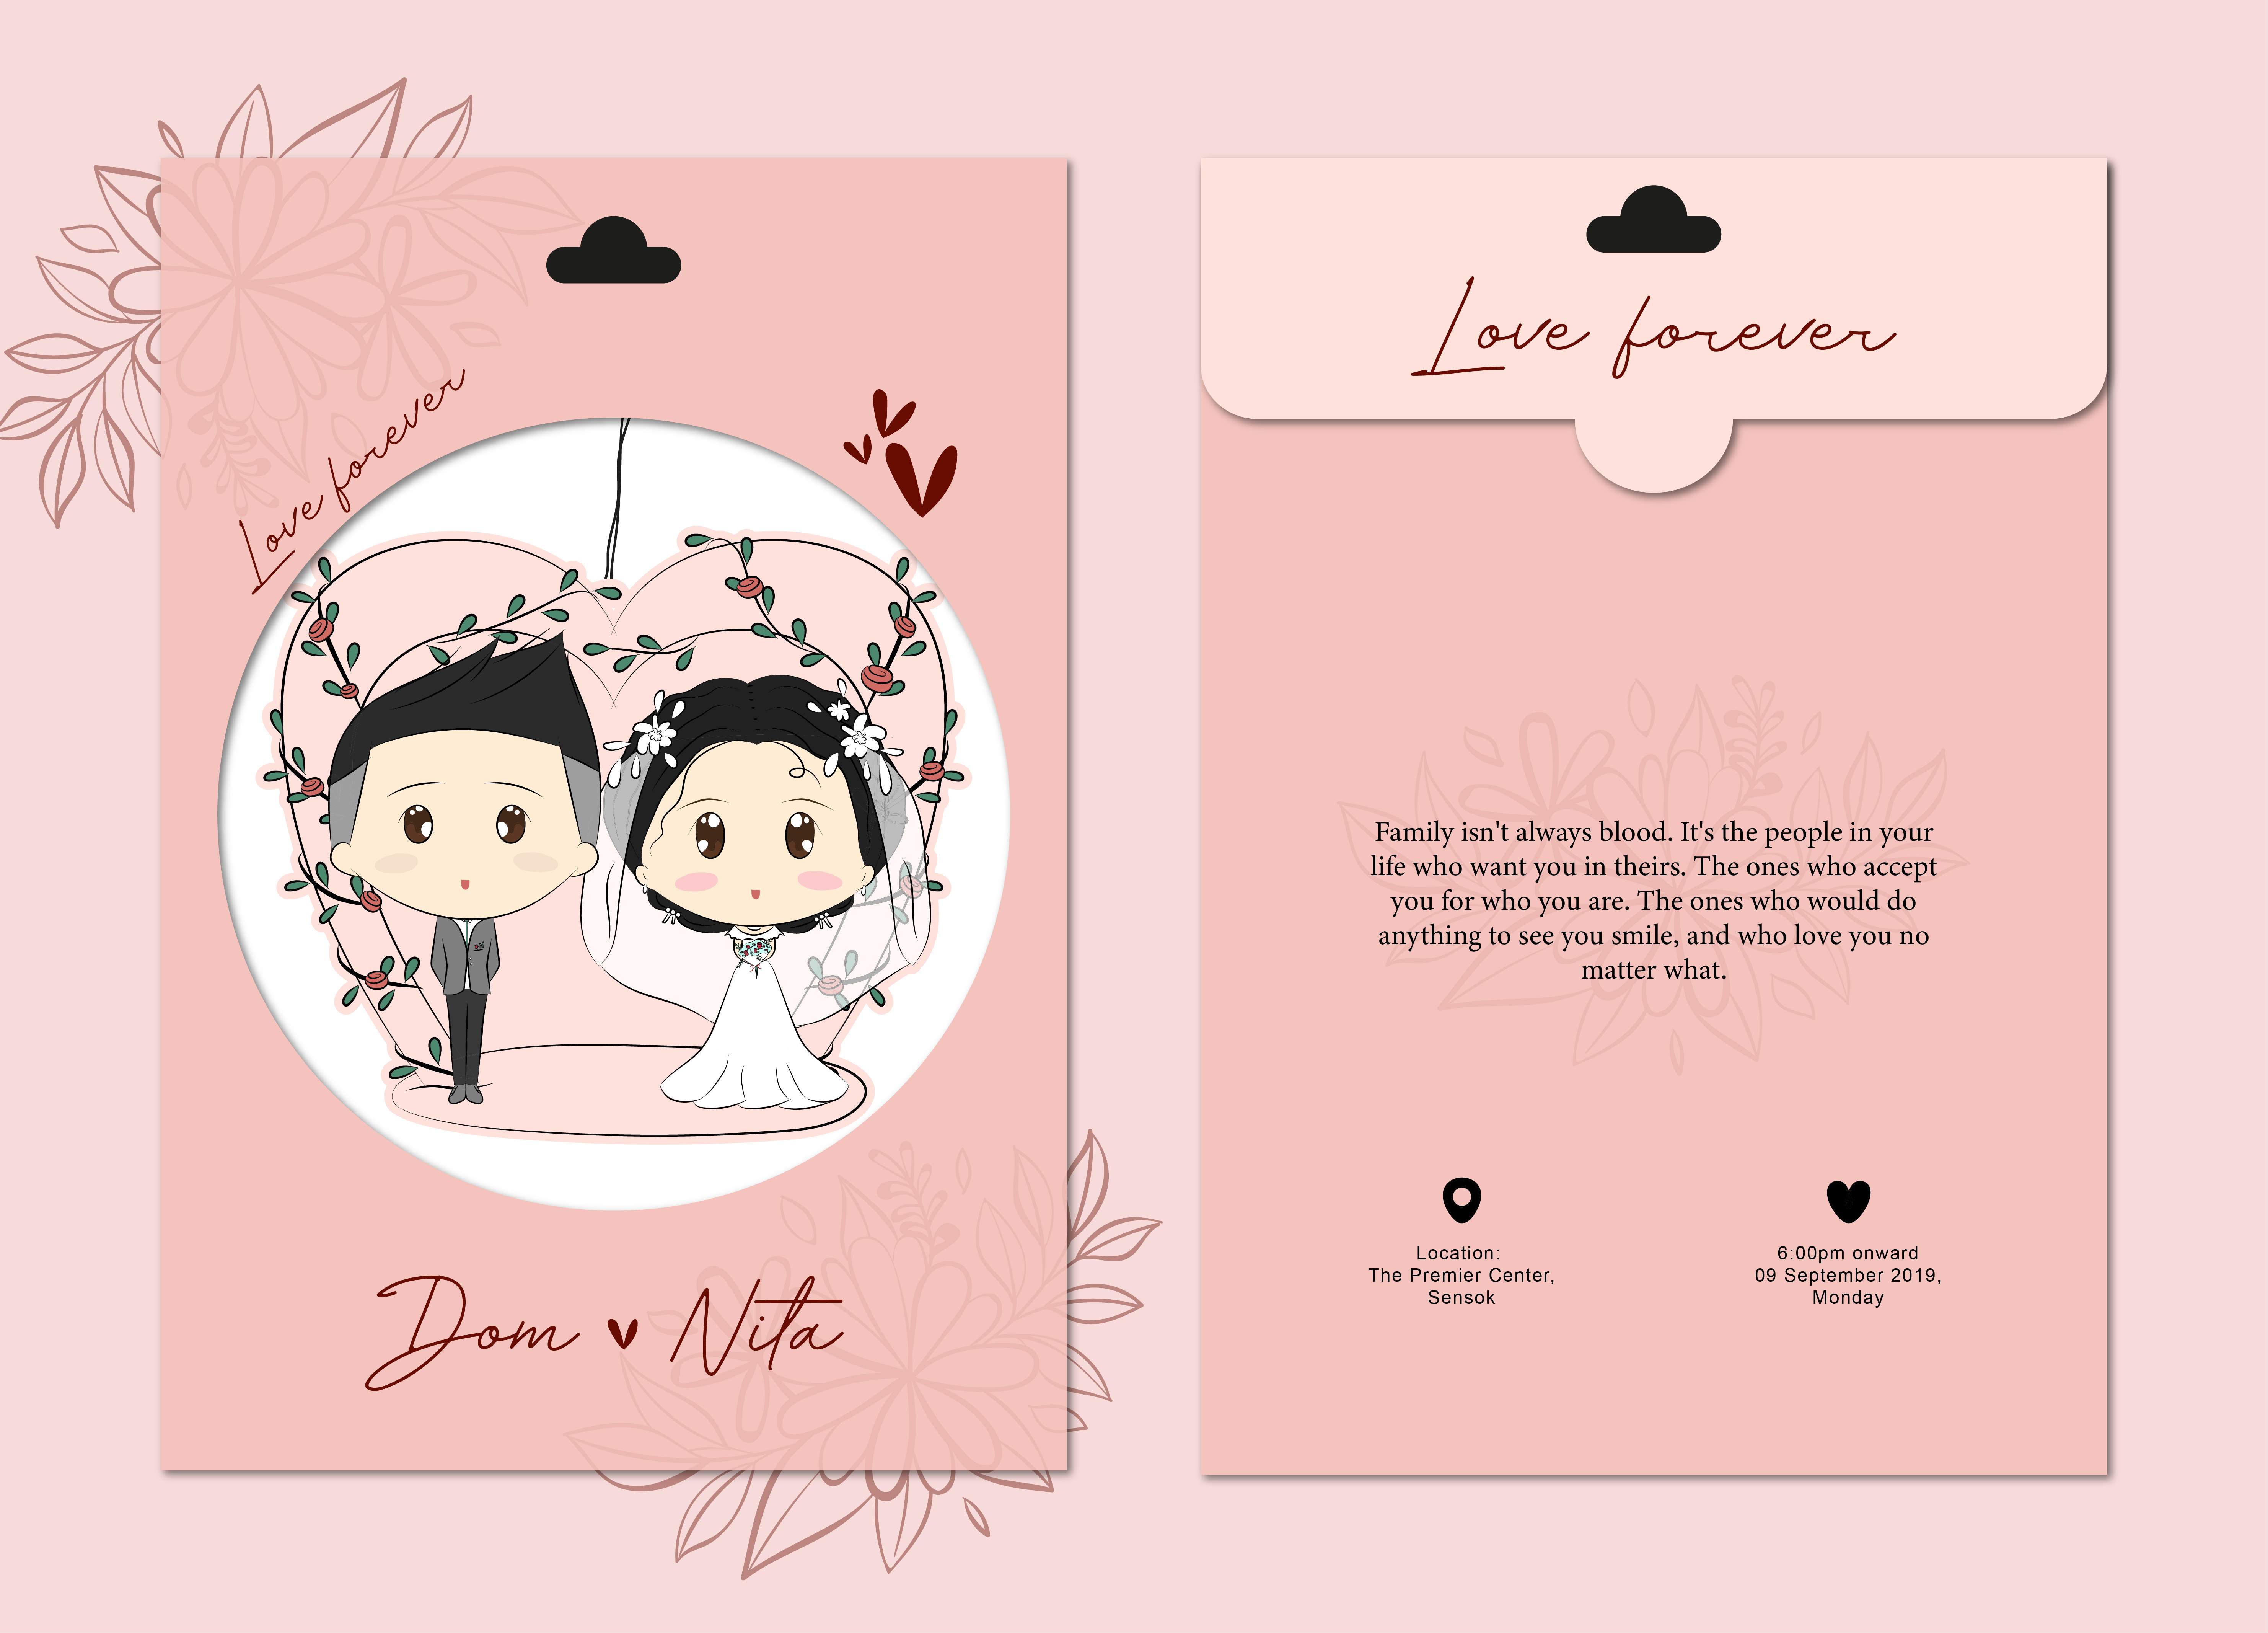 Love forever
Dom Nita
Love forever
Family isn't always blood. It's the people in your
life who want you in theirs. The ones who accept
you for who you are. The ones who would do
anything to see you smile, and who love you no
matter what.
Location:
The Premier Center,
Sensok
6:00pm onward
09 September 2019,
Monday